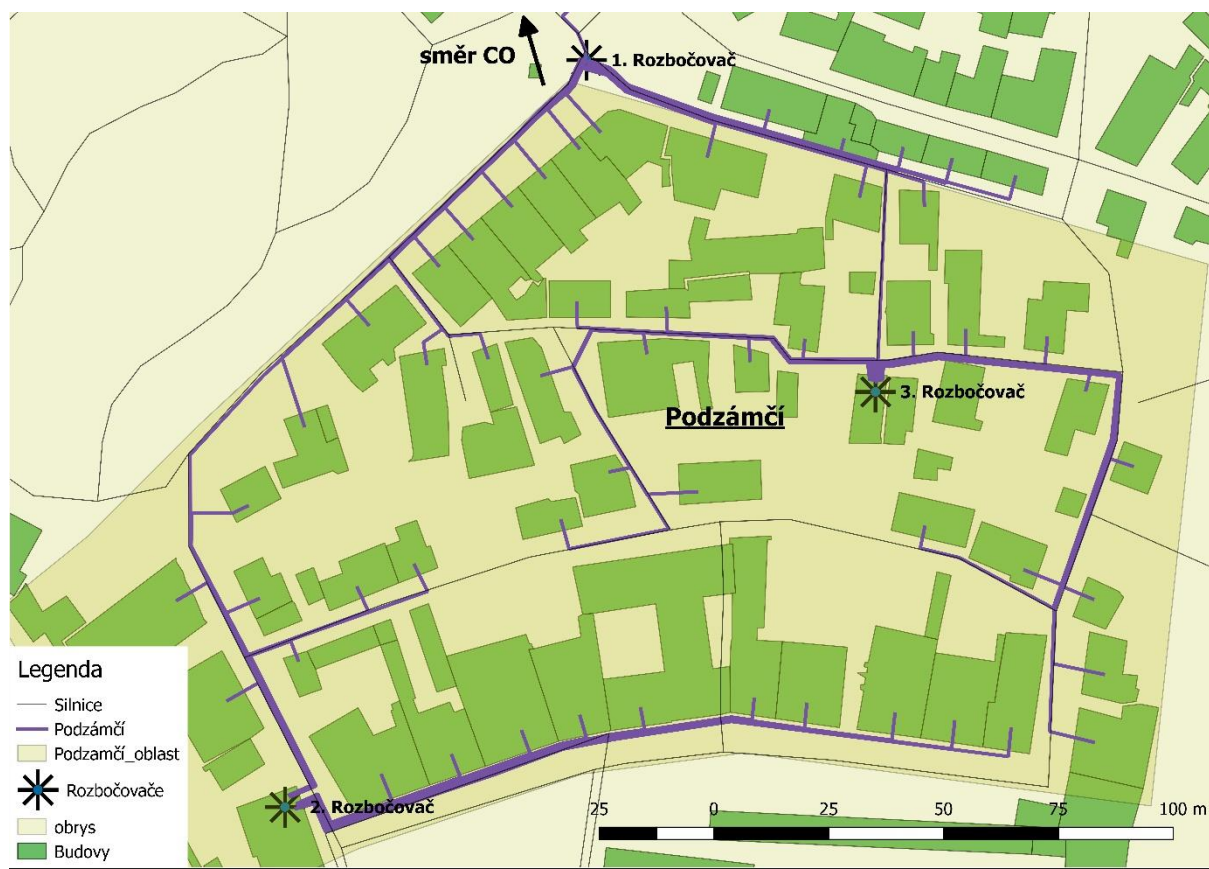 směr CO
1. Rozbočovač
3. Rozbočovač
Podzámčí
2. Rozbočovač
Legenda
Silnice
Podzámčí
Podzamčí_oblast
Rozbočovače
obrys
Budovy
25 0 25 50 75 100 m